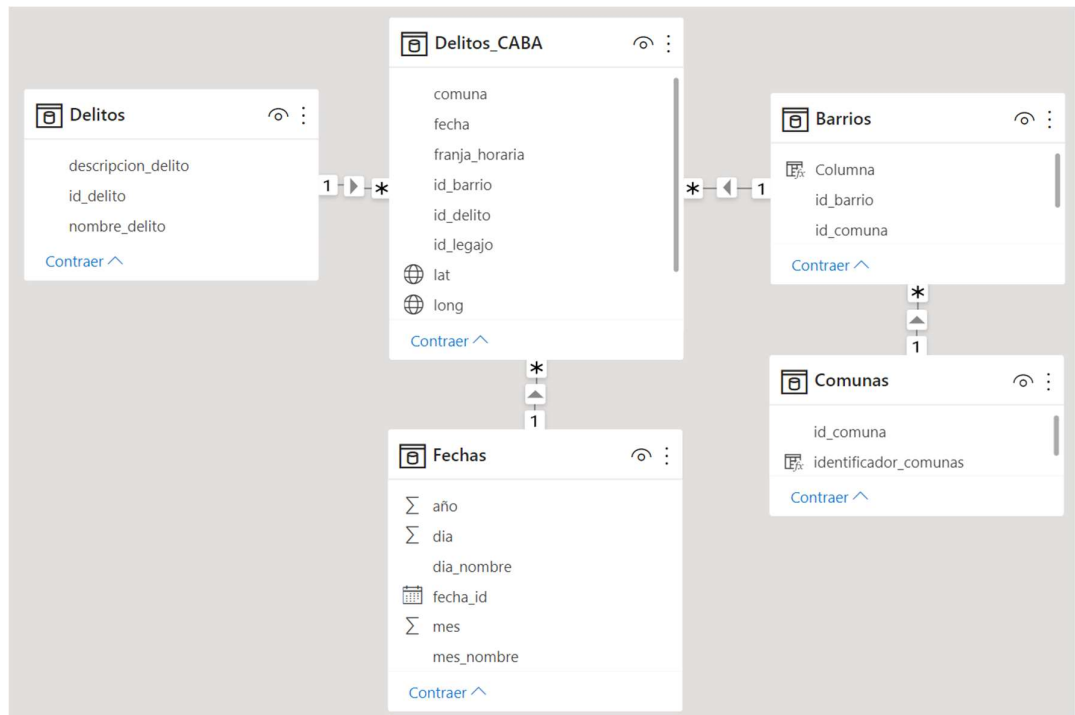 Delitos_CABA
comuna
fecha
franja_horaria
id_barrio
id_delito
id_legajo
lat
long
Contraer
Delitos
descripcion_delito
id_delito
nombre_delito
Contraer
1
*
*
1
Barrios
Columna
id_barrio
id_comuna
Contraer
*
1
Comunas
id_comuna
identificador_comunas
Contraer
*
1
Fechas
Σ año
Σ dia
dia_nombre
fecha_id
Σ mes
mes_nombre
Contraer